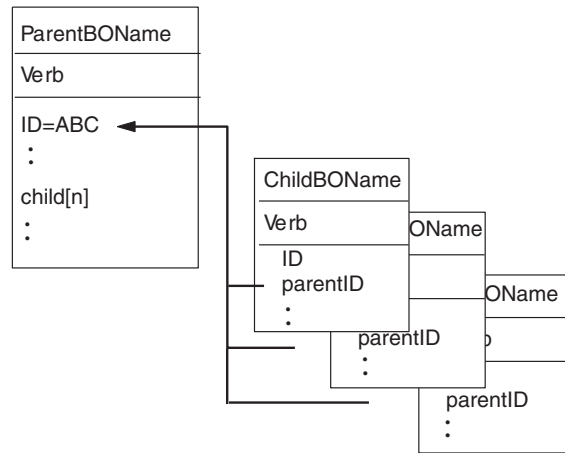 ParentBOName
Verb
ID=ABC
:
child[n]
:
ChildBOName
Verb
ID
parentID
:
OName
parentID
:
OName
parentID
: